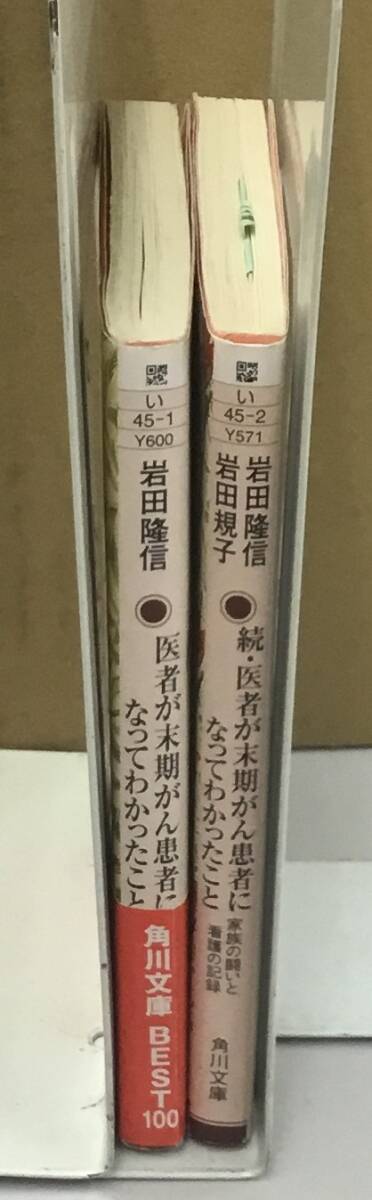 い
45-1
Y600
岩田隆信
医者が末期がん患者に
なってわかったこと
角川文庫 BEST 100
い
45-2
Y571
岩田隆信
岩田規子
続・医者が末期がん患者に
なってわかったこと
家族の闘いと
看護の記録
角川文庫